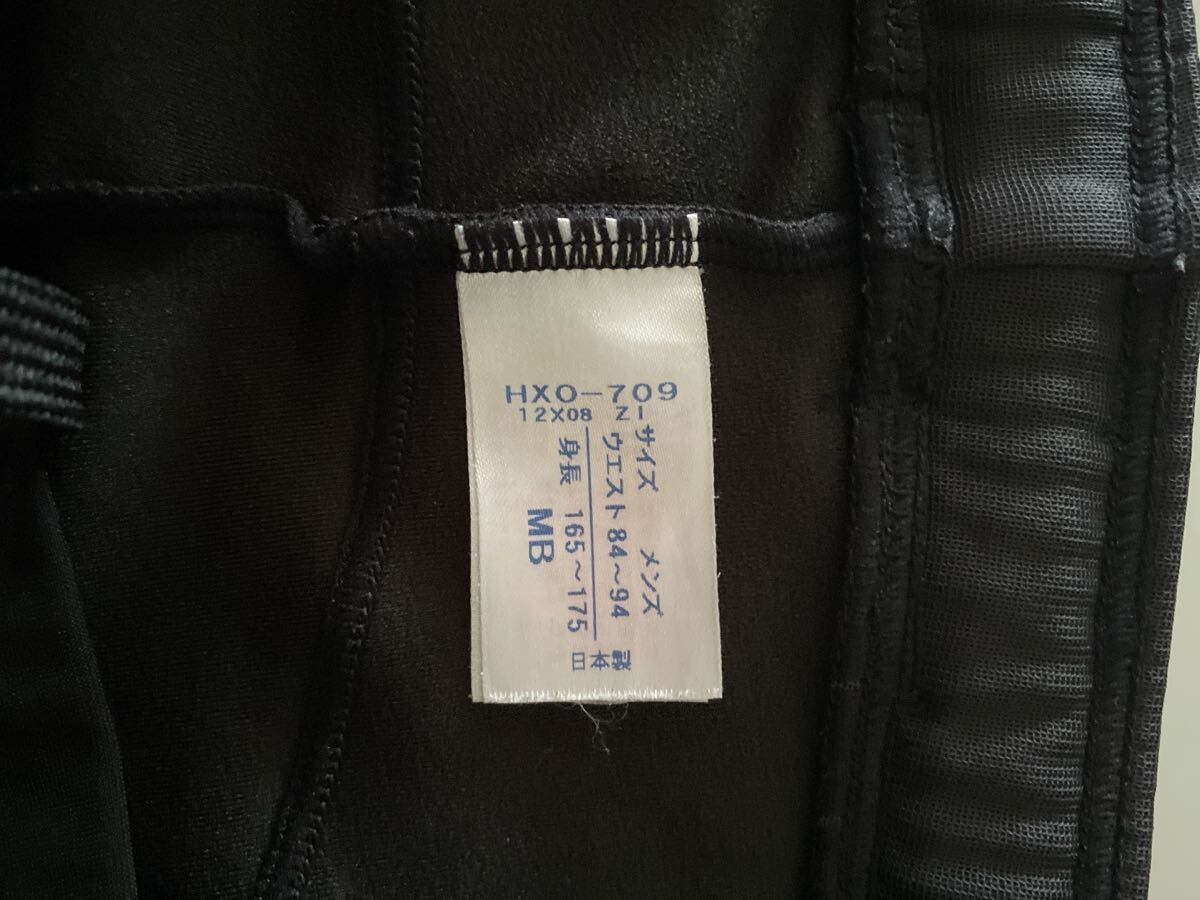 HXO-709
12X08 Z-
サイズ メンズ
ウエスト84〜94
身長 165〜175
MB
日本製